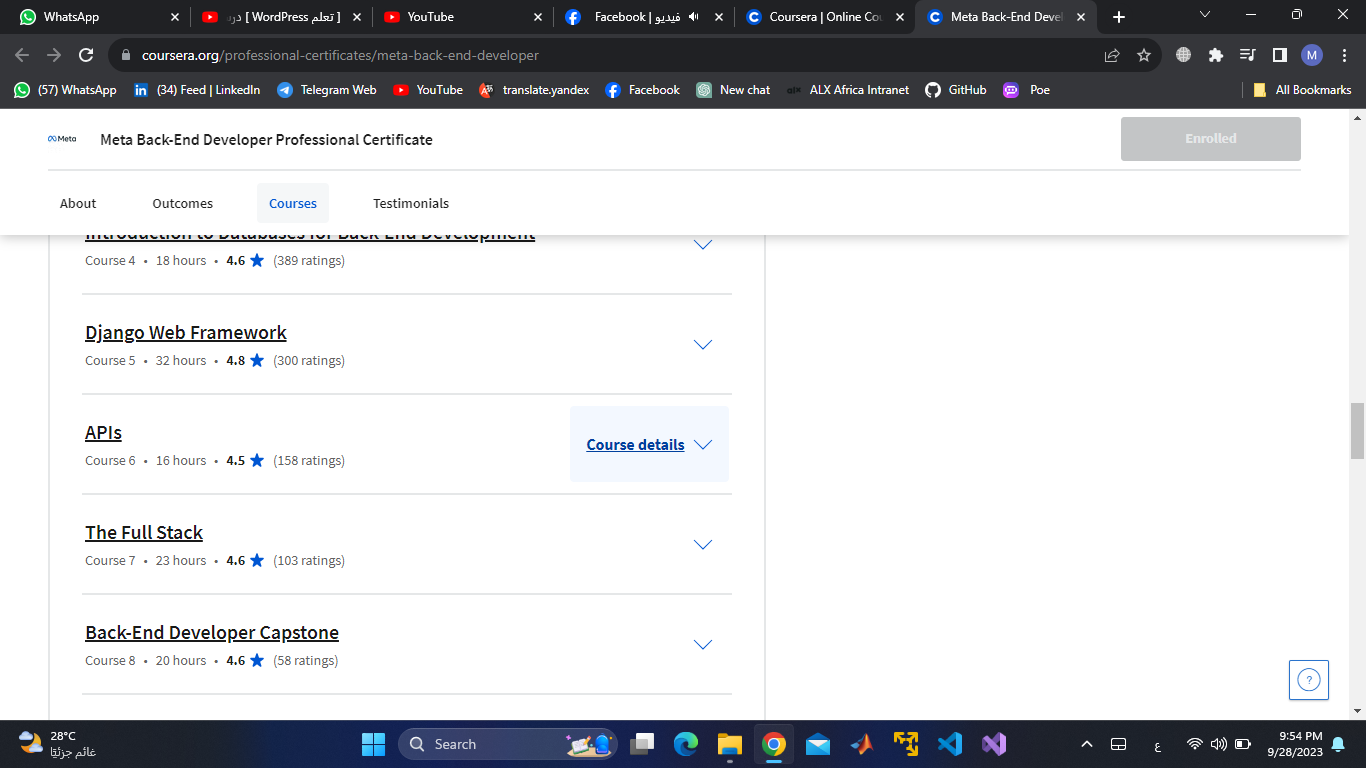 WhatsApp
درس [ WordPress تعلم ]
YouTube
Facebook | فيديو
Coursera | Online Cou
Meta Back-End Devel
coursera.org/professional-certificates/meta-back-end-developer
M
(57) WhatsApp
(34) Feed | LinkedIn
Telegram Web
YouTube
translate.yandex
Facebook
New chat
ALX Africa Intranet
GitHub
Poe
All Bookmarks
Meta
Meta Back-End Developer Professional Certificate
Enrolled
About
Outcomes
Courses
Testimonials
Introduction to Databases for Back-End Development
Course 4 • 18 hours • 4.6 ★ (389 ratings)
Django Web Framework
Course 5 • 32 hours • 4.8 ★ (300 ratings)
APIs
Course details
Course 6 • 16 hours • 4.5 ★ (158 ratings)
The Full Stack
Course 7 • 23 hours • 4.6 ★ (103 ratings)
Back-End Developer Capstone
Course 8 • 20 hours • 4.6 ★ (58 ratings)
?
28°C
غائم جزئيًا
Search
ع
9:54 PM
9/28/2023